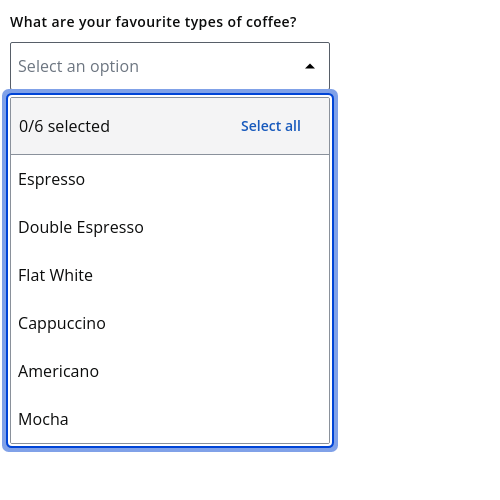 What are your favourite types of coffee?
Select an option
0/6 selected Select all
Espresso
Double Espresso
Flat White
Cappuccino
Americano
Mocha